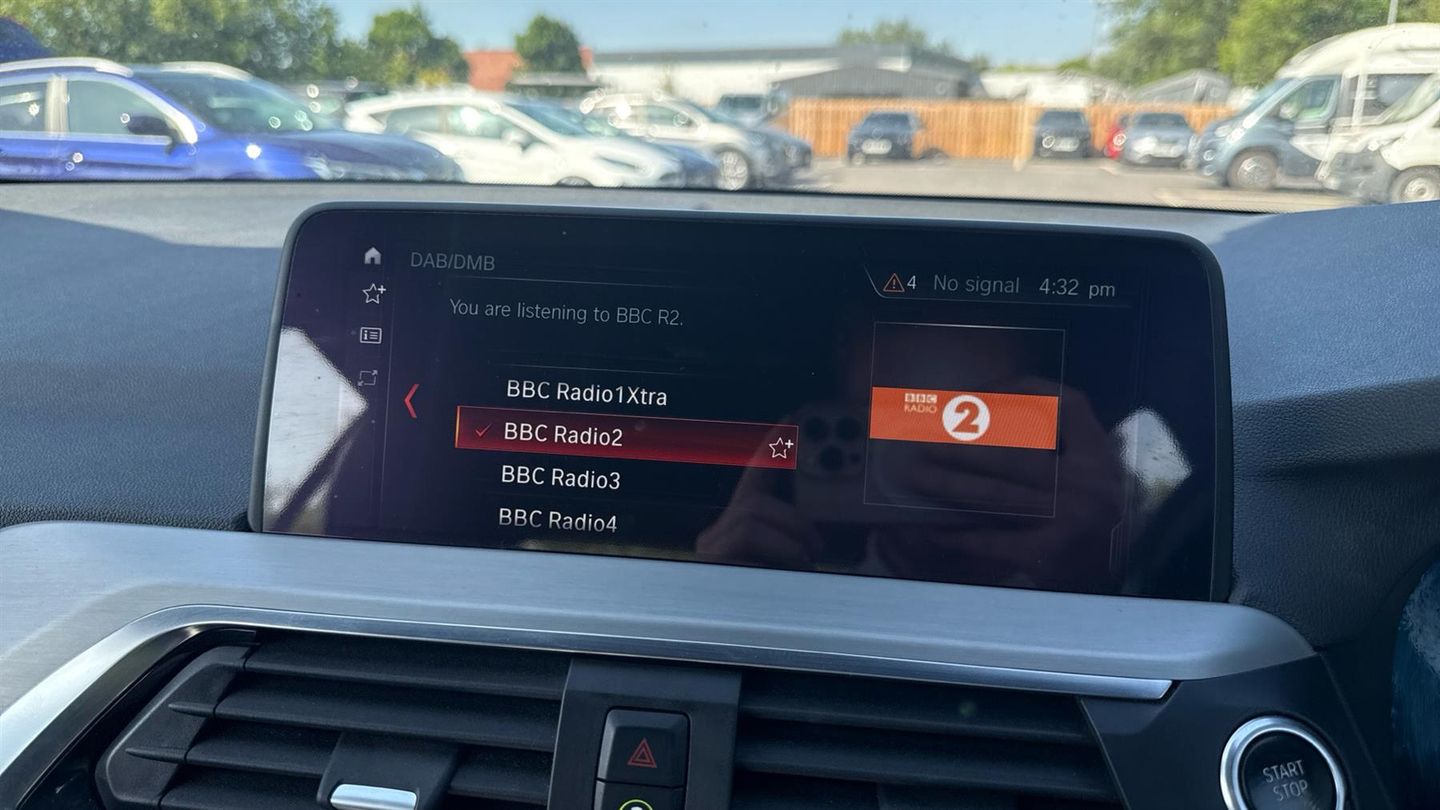 DAB/DMB
4 No signal 4:32 pm
You are listening to BBC R2.
BBC Radio1Xtra
BBC Radio2
BBC Radio3
BBC Radio4
BBC
RADIO
2
START
STOP